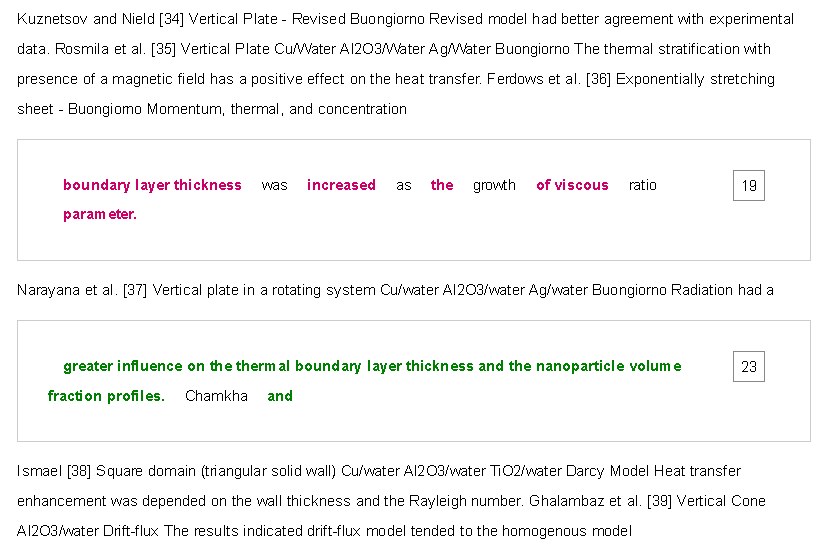 Kuznetsov and Nield [34] Vertical Plate - Revised Buongiorno Revised model had better agreement with experimental
data. Rosmila et al. [35] Vertical Plate Cu/Water Al2O3/Water Ag/Water Buongiorno The thermal stratification with
presence of a magnetic field has a positive effect on the heat transfer. Ferdows et al. [36] Exponentially stretching
sheet - Buongiorno Momentum, thermal, and concentration
boundary layer thickness was increased as the growth of viscous ratio 19
parameter.
Narayana et al. [37] Vertical plate in a rotating system Cu/water Al2O3/water Ag/water Buongiorno Radiation had a
greater influence on the thermal boundary layer thickness and the nanoparticle volume 23
fraction profiles. Chamkha and
Ismael [38] Square domain (triangular solid wall) Cu/water Al2O3/water TiO2/water Darcy Model Heat transfer
enhancement was depended on the wall thickness and the Rayleigh number. Ghalambaz et al. [39] Vertical Cone
Al2O3/water Drift-flux The results indicated drift-flux model tended to the homogenous model